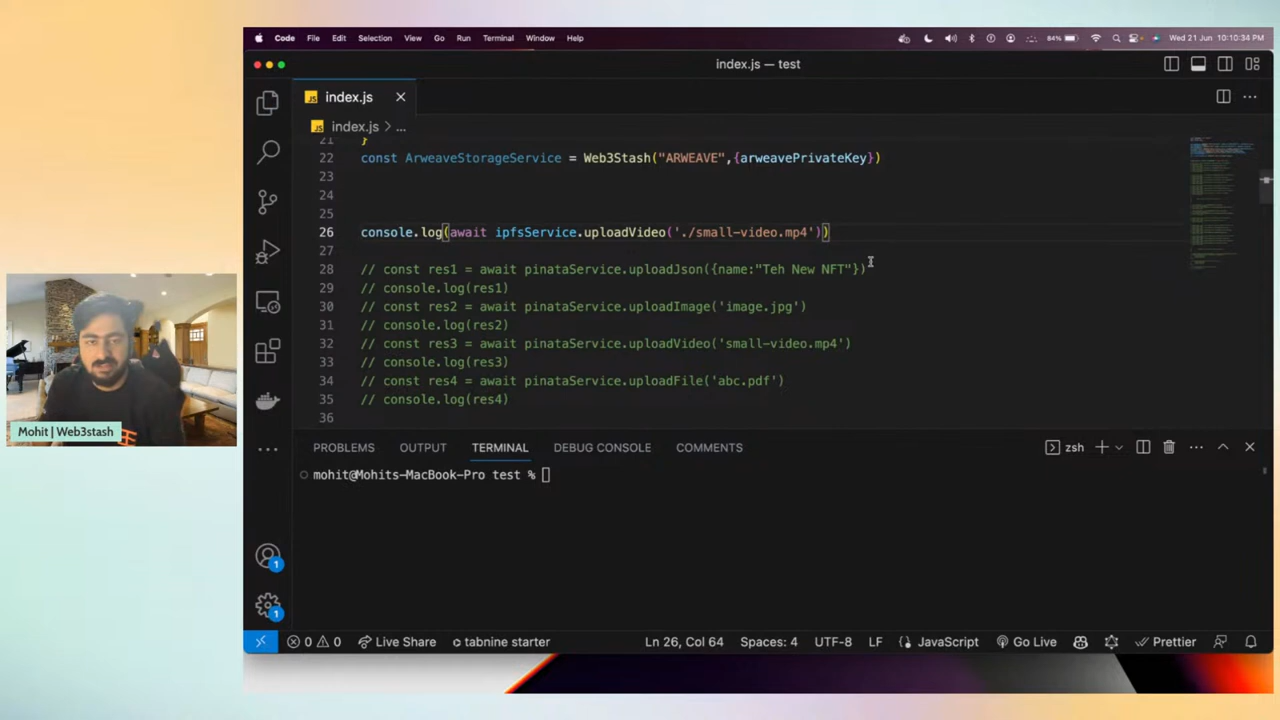 Code File Edit Selection View Go Run Terminal Window Help 84% Wed 21 Jun 10:10:34 PM
index.js — test
index.js
index.js > ...
21 }
22 const ArweaveStorageService = Web3Stash("ARWEAVE",{arweavePrivateKey})
23
24
25
26 console.log(await ipfsService.uploadVideo('./small-video.mp4'))
27
28 // const res1 = await pinataService.uploadJson({name:"Teh New NFT"})
29 // console.log(res1)
30 // const res2 = await pinataService.uploadImage('image.jpg')
31 // console.log(res2)
32 // const res3 = await pinataService.uploadVideo('small-video.mp4')
33 // console.log(res3)
34 // const res4 = await pinataService.uploadFile('abc.pdf')
35 // console.log(res4)
36
Mohit | Web3stash
PROBLEMS OUTPUT TERMINAL DEBUG CONSOLE COMMENTS zsh
mohit@Mohits-MacBook-Pro test %
1
1
0 0 Live Share tabnine starter Ln 26, Col 64 Spaces: 4 UTF-8 LF JavaScript Go Live Prettier